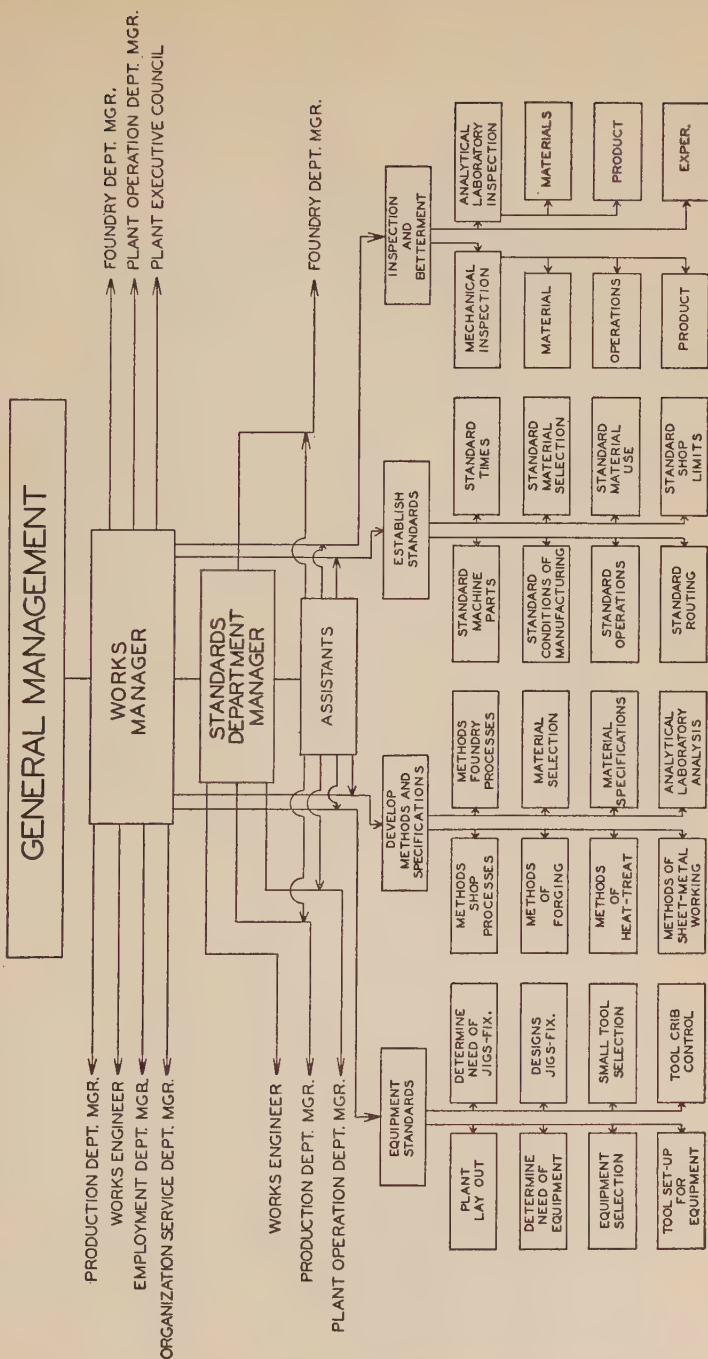 GENERAL MANAGEMENT
PRODUCTION DEPT. MGR.
WORKS ENGINEER
EMPLOYMENT DEPT. MGR.
ORGANIZATION SERVICE DEPT. MGR.
WORKS
MANAGER
FOUNDRY DEPT. MGR.
PLANT OPERATION DEPT. MGR.
PLANT EXECUTIVE COUNCIL
STANDARDS
DEPARTMENT
MANAGER
WORKS ENGINEER
PRODUCTION DEPT. MGR.
PLANT OPERATION DEPT. MGR.
ASSISTANTS
FOUNDRY DEPT. MGR.
EQUIPMENT
STANDARDS
PLANT
LAY OUT
DETERMINE
NEED OF
JIGS-FIX.
DETERMINE
NEED OF
EQUIPMENT
DESIGNS
JIGS-FIX.
EQUIPMENT
SELECTION
SMALL TOOL
SELECTION
TOOL SET-UP
FOR
EQUIPMENT
TOOL CRIB
CONTROL
DEVELOP
METHODS AND
SPECIFICATIONS
METHODS
SHOP
PROCESSES
METHODS
FOUNDRY
PROCESSES
METHODS
OF
FORGING
MATERIAL
SELECTION
METHODS
OF
HEAT-TREAT
MATERIAL
SPECIFICATIONS
METHODS OF
SHEET-METAL
WORKING
ANALYTICAL
LABORATORY
ANALYSIS
ESTABLISH
STANDARDS
STANDARD
MACHINE
PARTS
STANDARD
TIMES
STANDARD
CONDITIONS OF
MANUFACTURING
STANDARD
MATERIAL
SELECTION
STANDARD
OPERATIONS
STANDARD
MATERIAL
USE
STANDARD
ROUTING
STANDARD
SHOP
LIMITS
INSPECTION
AND
BETTERMENT
MECHANICAL
INSPECTION
ANALYTICAL
LABORATORY
INSPECTION
MATERIAL
MATERIALS
OPERATIONS
PRODUCT
PRODUCT
EXPER.